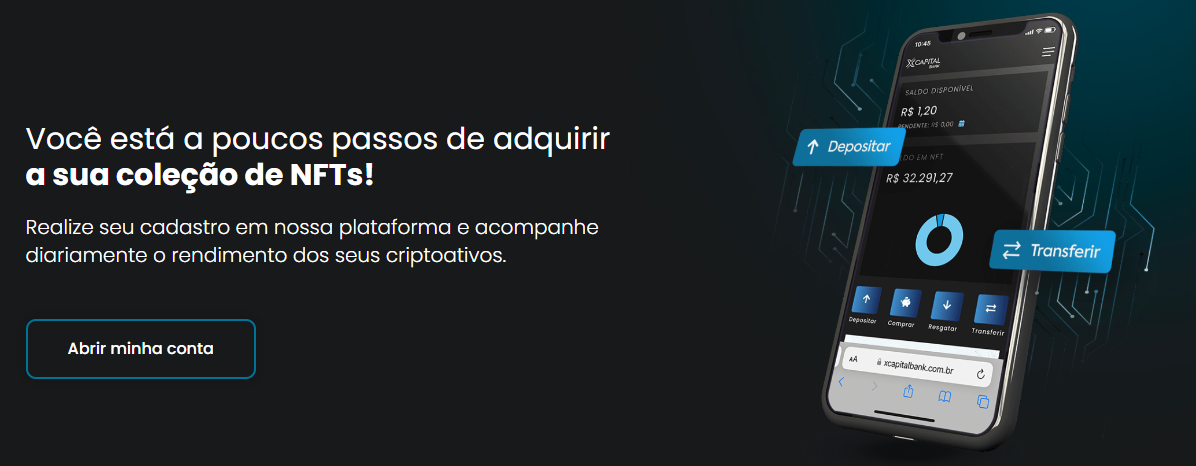 Você está a poucos passos de adquirir
a sua coleção de NFTs!
Realize seu cadastro em nossa plataforma e acompanhe
diariamente o rendimento dos seus criptoativos.
Abrir minha conta
10:45
XCAPITAL
BANK
SALDO DISPONÍVEL
R$ 1,20
PENDENTE: R$ 0,00
Depositar
DO EM NFT
R$ 32.291,27
Transferir
Depositar
Comprar
Resgatar
Transferir
AA
xcapitalbank.com.br